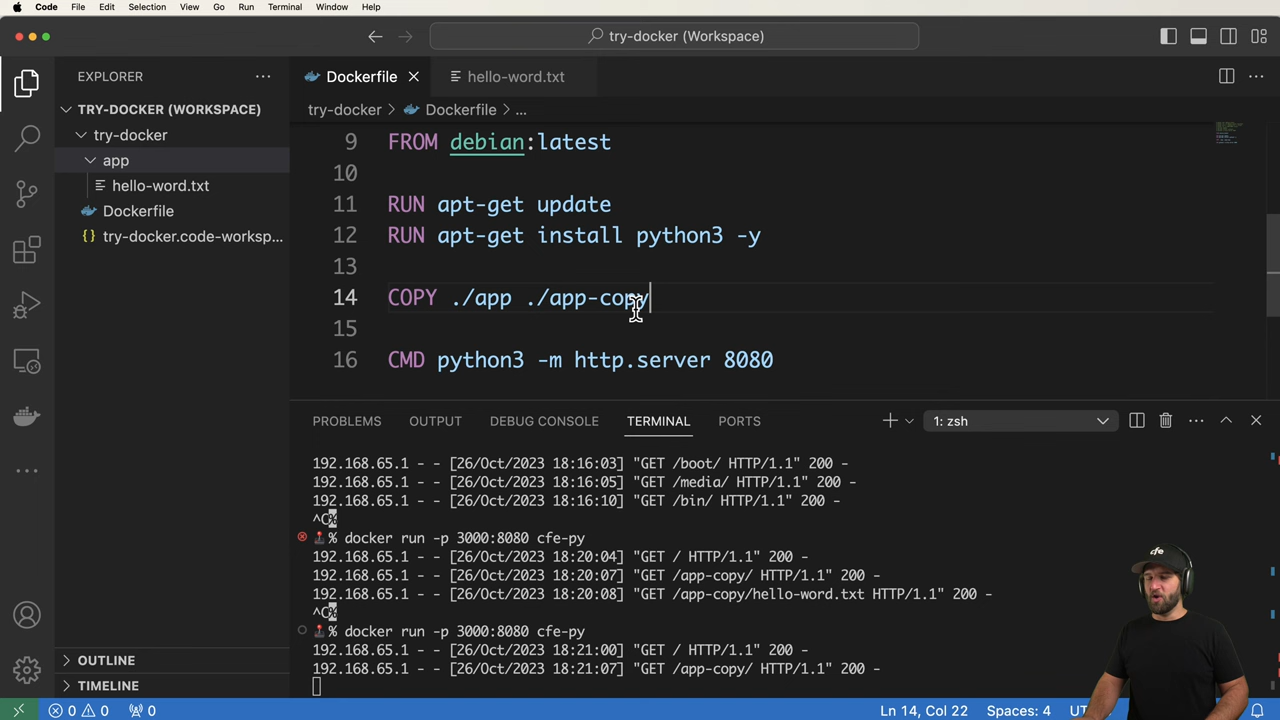 Code File Edit Selection View Go Run Terminal Window Help
try-docker (Workspace)
EXPLORER
TRY-DOCKER (WORKSPACE)
try-docker
app
hello-word.txt
Dockerfile
try-docker.code-worksp...
OUTLINE
TIMELINE
Dockerfile
hello-word.txt
try-docker > Dockerfile > ...
9 FROM debian:latest
10
11 RUN apt-get update
12 RUN apt-get install python3 -y
13
14 COPY ./app ./app-copy
15
16 CMD python3 -m http.server 8080
PROBLEMS OUTPUT DEBUG CONSOLE TERMINAL PORTS
1: zsh
192.168.65.1 - - [26/Oct/2023 18:16:03] "GET /boot/ HTTP/1.1" 200 -
192.168.65.1 - - [26/Oct/2023 18:16:05] "GET /media/ HTTP/1.1" 200 -
192.168.65.1 - - [26/Oct/2023 18:16:10] "GET /bin/ HTTP/1.1" 200 -
^C%
% docker run -p 3000:8080 cfe-py
192.168.65.1 - - [26/Oct/2023 18:20:04] "GET / HTTP/1.1" 200 -
192.168.65.1 - - [26/Oct/2023 18:20:07] "GET /app-copy/ HTTP/1.1" 200 -
192.168.65.1 - - [26/Oct/2023 18:20:08] "GET /app-copy/hello-word.txt HTTP/1.1" 200 -
^C%
% docker run -p 3000:8080 cfe-py
192.168.65.1 - - [26/Oct/2023 18:21:00] "GET / HTTP/1.1" 200 -
192.168.65.1 - - [26/Oct/2023 18:21:07] "GET /app-copy/ HTTP/1.1" 200 -
cfe
0 0 0
Ln 14, Col 22 Spaces: 4